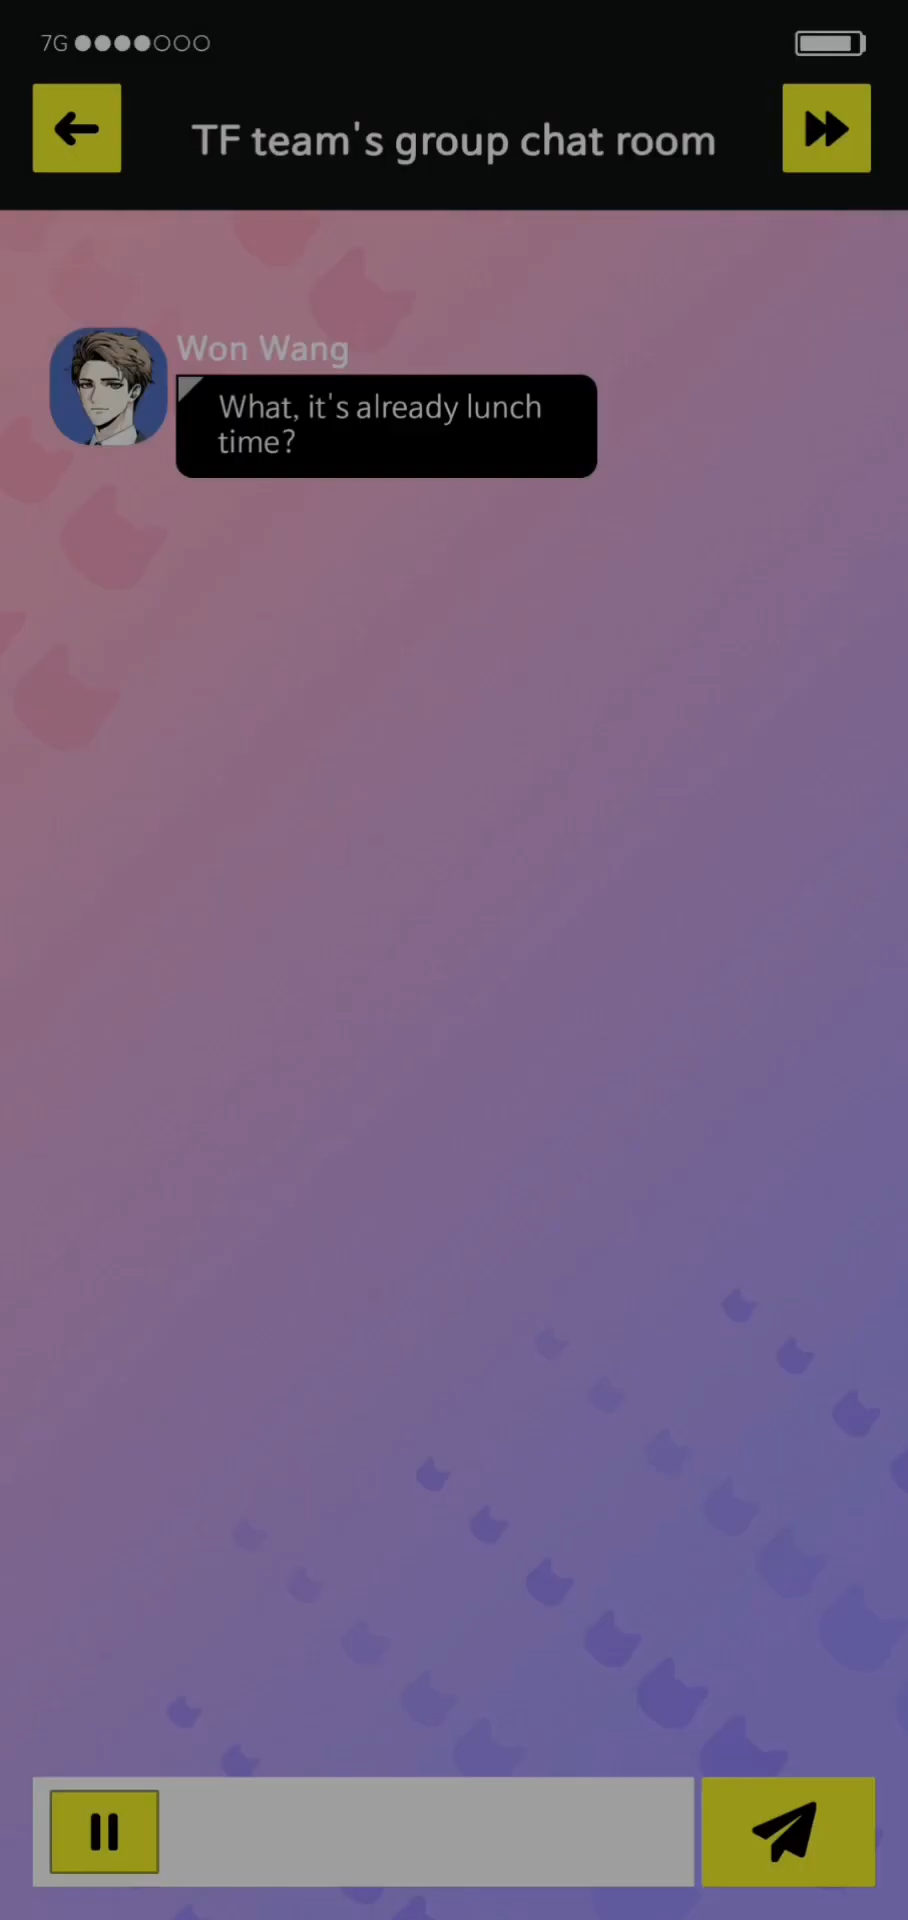 7G
TF team's group chat room
Won Wang
What, it's already lunch
time?